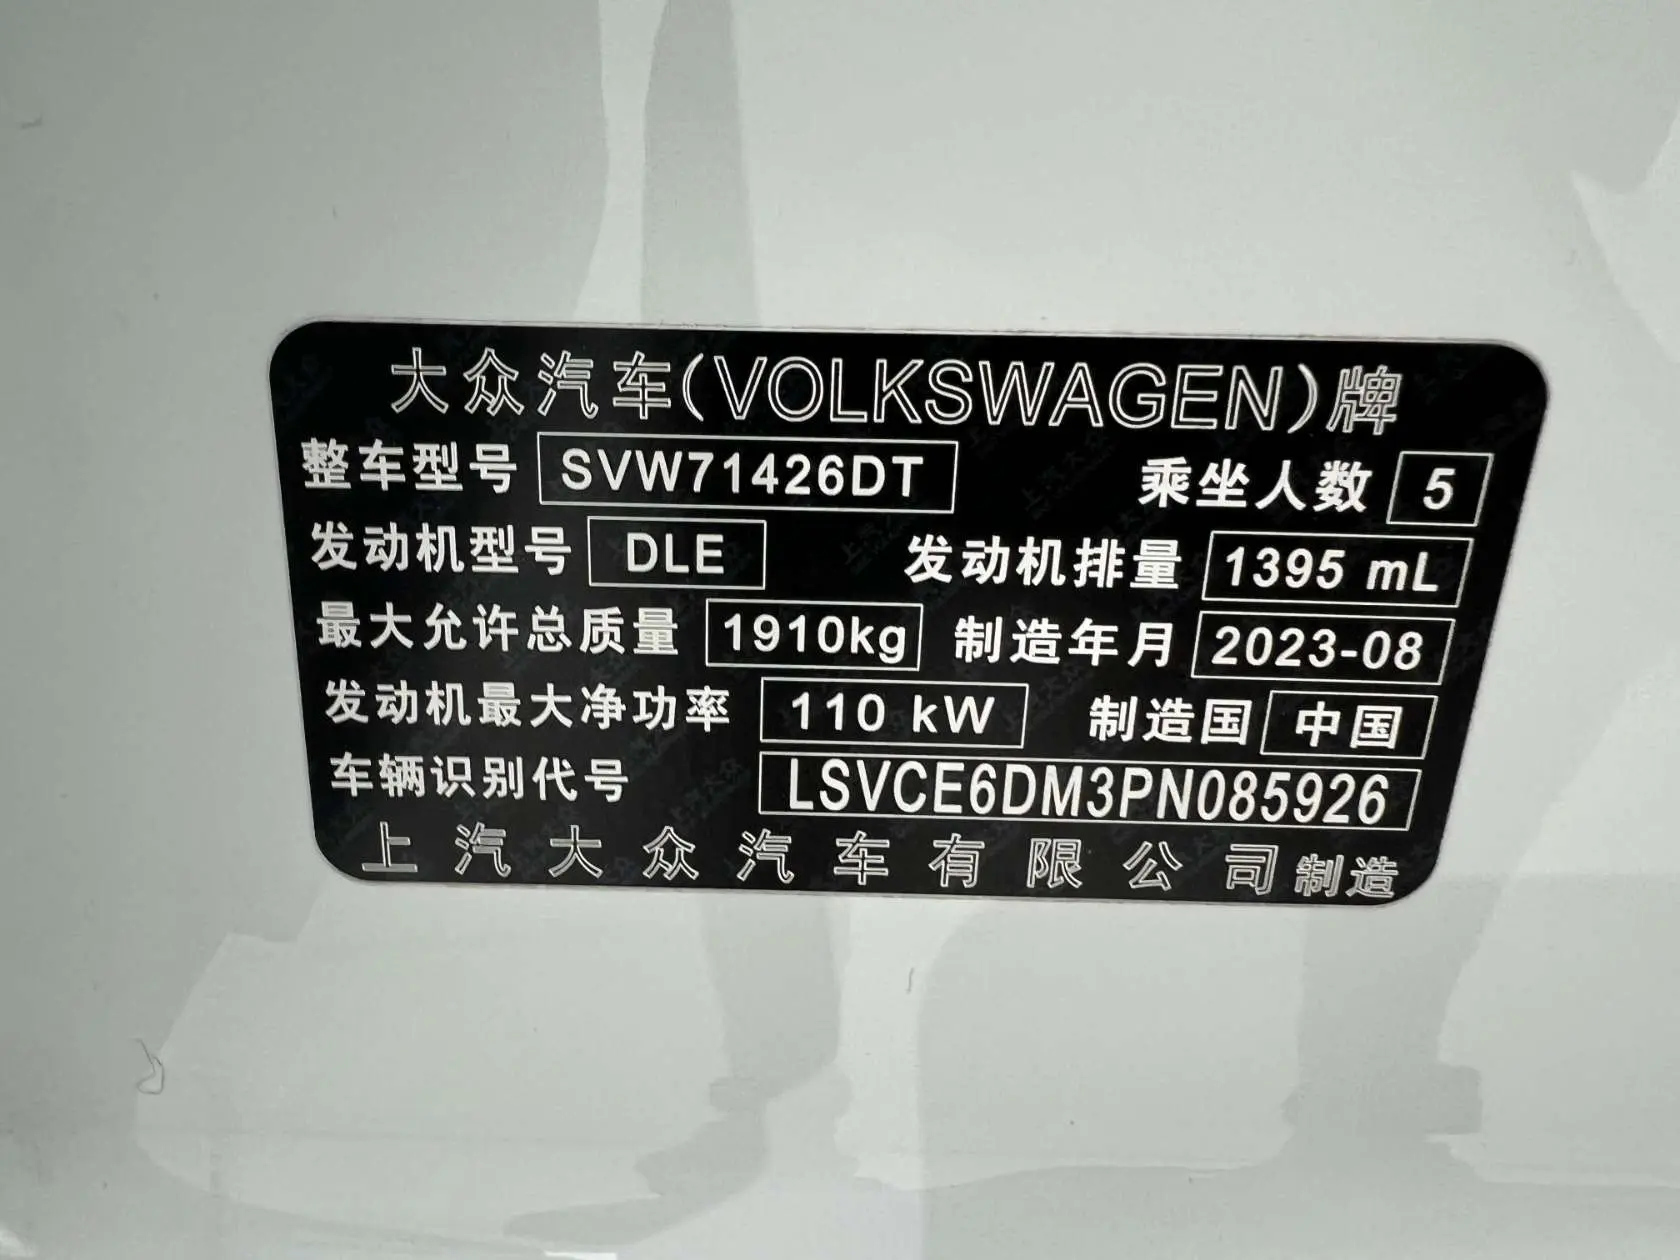 大众汽车(VOLKSWAGEN)牌
整车型号 SVW71426DT 乘坐人数 5
发动机型号 DLE 发动机排量 1395 mL
最大允许总质量 1910kg 制造年月 2023-08
发动机最大净功率 110 kW 制造国 中国
车辆识别代号 LSVCE6DM3PN085926
上汽大众汽车有限公司制造